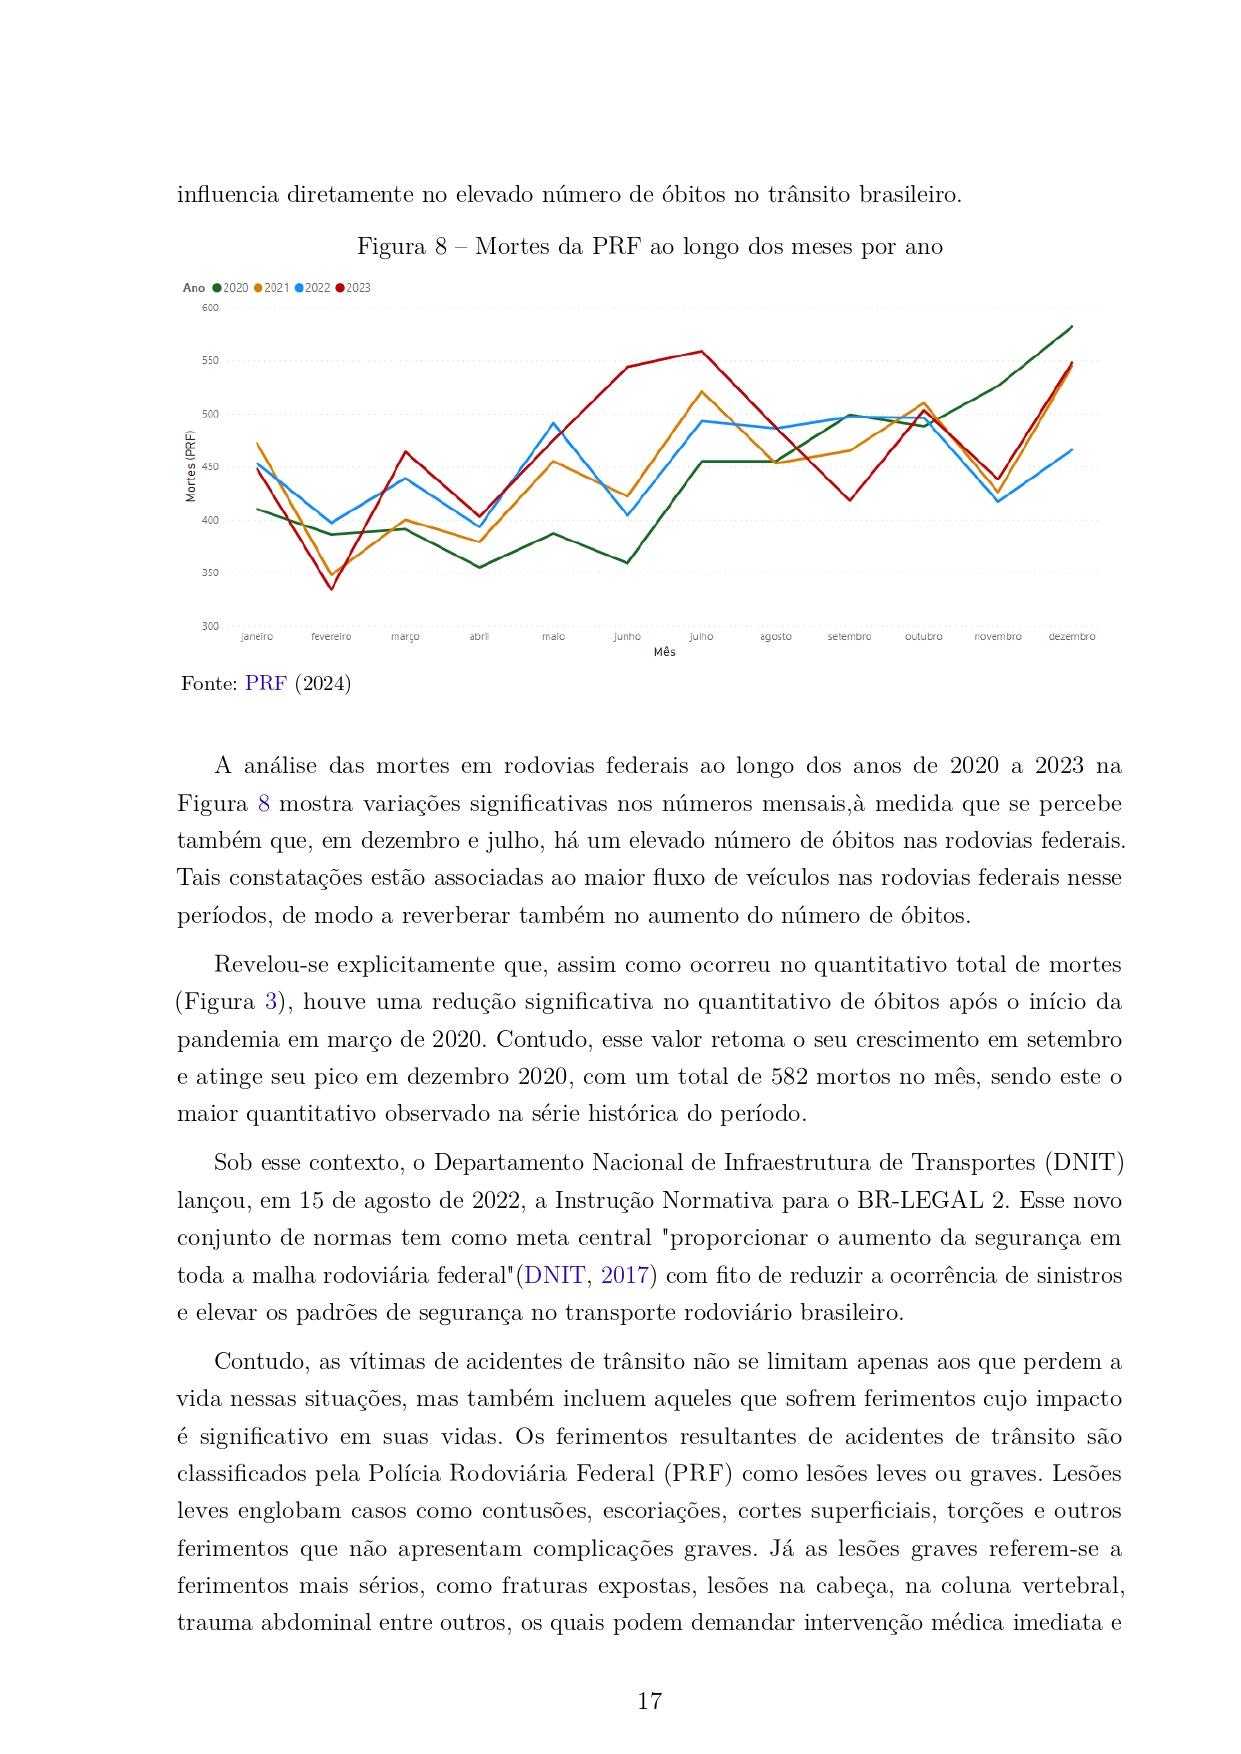 influencia diretamente no elevado número de óbitos no trânsito brasileiro.
Figura 8 – Mortes da PRF ao longo dos meses por ano
Ano 2020 2021 2022 2023
600
550
500
450
400
350
300
Mortes (PRF)
janeiro fevereiro março abril maio junho julho agosto setembro outubro novembro dezembro
Mês
Fonte: PRF (2024)
A análise das mortes em rodovias federais ao longo dos anos de 2020 a 2023 na
Figura 8 mostra variações significativas nos números mensais,à medida que se percebe
também que, em dezembro e julho, há um elevado número de óbitos nas rodovias federais.
Tais constatações estão associadas ao maior fluxo de veículos nas rodovias federais nesse
períodos, de modo a reverberar também no aumento do número de óbitos.
Revelou-se explicitamente que, assim como ocorreu no quantitativo total de mortes
(Figura 3), houve uma redução significativa no quantitativo de óbitos após o início da
pandemia em março de 2020. Contudo, esse valor retoma o seu crescimento em setembro
e atinge seu pico em dezembro 2020, com um total de 582 mortos no mês, sendo este o
maior quantitativo observado na série histórica do período.
Sob esse contexto, o Departamento Nacional de Infraestrutura de Transportes (DNIT)
lançou, em 15 de agosto de 2022, a Instrução Normativa para o BR-LEGAL 2. Esse novo
conjunto de normas tem como meta central "proporcionar o aumento da segurança em
toda a malha rodoviária federal"(DNIT, 2017) com fito de reduzir a ocorrência de sinistros
e elevar os padrões de segurança no transporte rodoviário brasileiro.
Contudo, as vítimas de acidentes de trânsito não se limitam apenas aos que perdem a
vida nessas situações, mas também incluem aqueles que sofrem ferimentos cujo impacto
é significativo em suas vidas. Os ferimentos resultantes de acidentes de trânsito são
classificados pela Polícia Rodoviária Federal (PRF) como lesões leves ou graves. Lesões
leves englobam casos como contusões, escoriações, cortes superficiais, torções e outros
ferimentos que não apresentam complicações graves. Já as lesões graves referem-se a
ferimentos mais sérios, como fraturas expostas, lesões na cabeça, na coluna vertebral,
trauma abdominal entre outros, os quais podem demandar intervenção médica imediata e
17